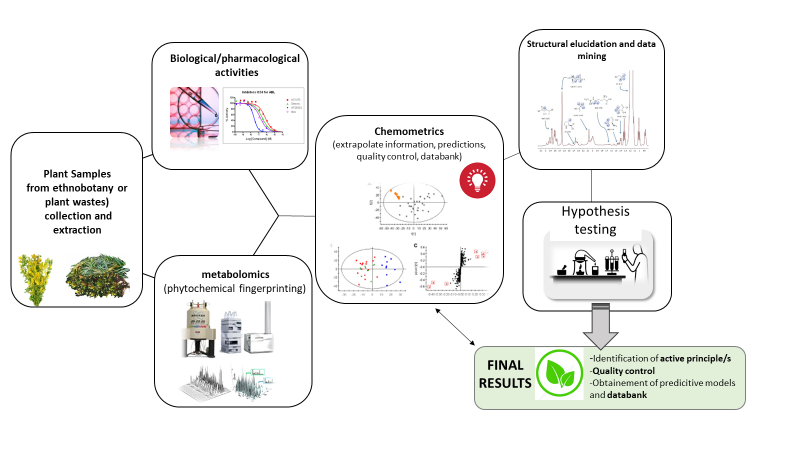 Plant Samples
from ethnobotany or
plant wastes)
collection and
extraction
Biological/pharmacological
activities
metabolomics
(phytochemical fingerprinting)
Chemometrics
(extrapolate information, predictions,
quality control, databank)
Structural elucidation and data
mining
Hypothesis
testing
FINAL
RESULTS
-Identification of active principle/s
-Quality control
-Obtainement of predicitive models
and databank